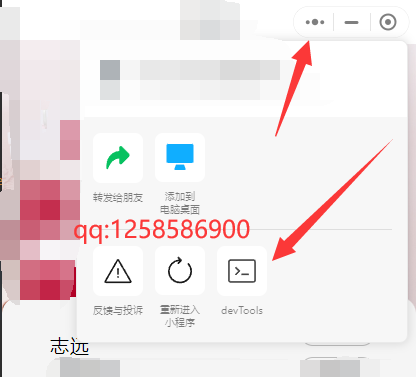 转发给朋友
添加到
电脑桌面
qq:1258586900
反馈与投诉
重新进入
小程序
devTools
志远